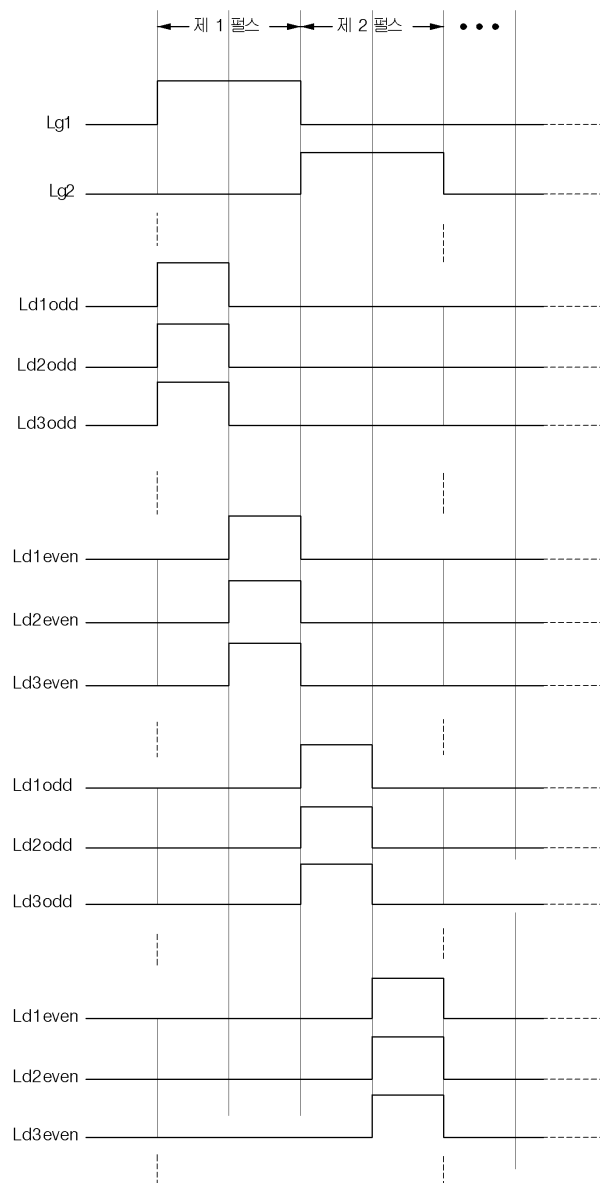 제 1 펄스 제 2 펄스 •••
Lg1
Lg2
Ld1odd
Ld2odd
Ld3odd
Ld1even
Ld2even
Ld3even
Ld1odd
Ld2odd
Ld3odd
Ld1even
Ld2even
Ld3even